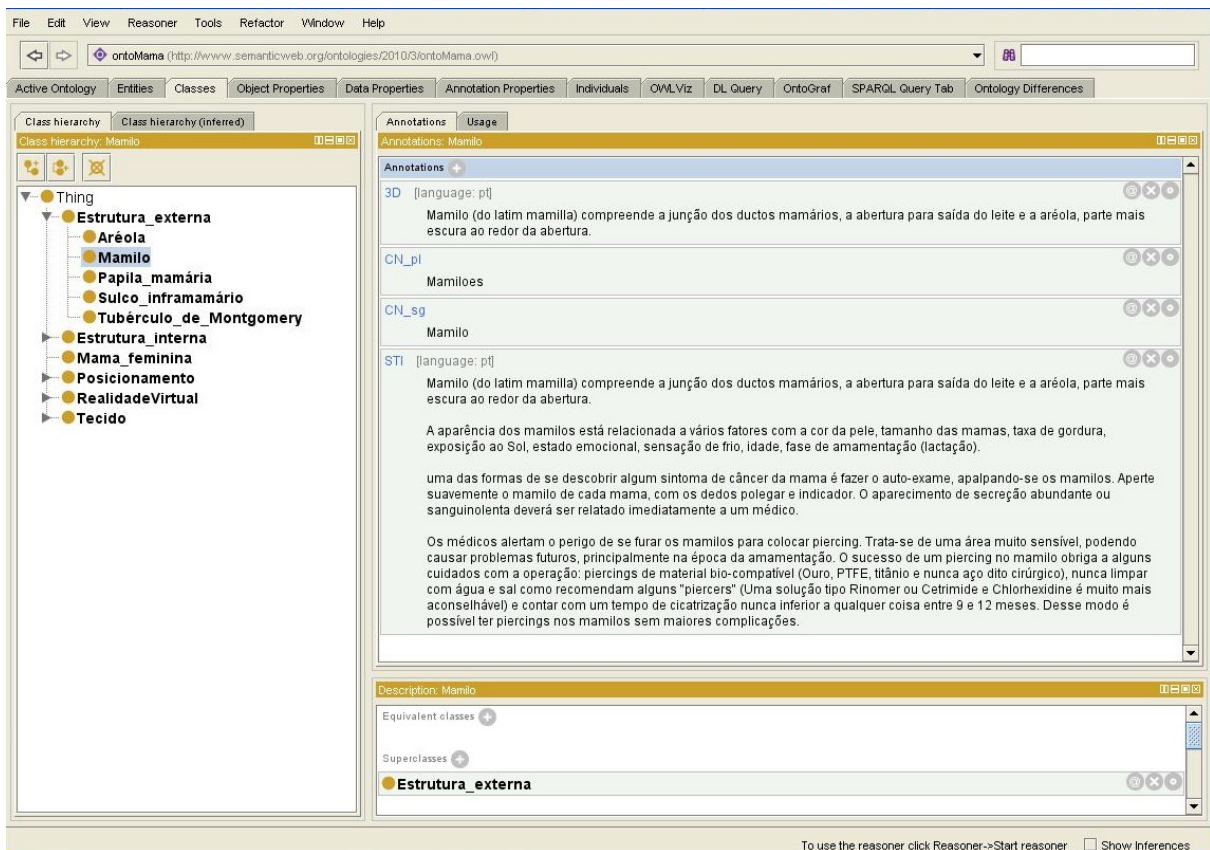 File Edit View Reasoner Tools Refactor Window Help
ontoMama (http://www.semanticweb.org/ontologies/2010/3/ontoMama.owl)
Active Ontology Entities Classes Object Properties Data Properties Annotation Properties Individuals OWLViz DL Query OntoGraf SPARQL Query Tab Ontology Differences
Class hierarchy Class hierarchy (inferred)
Class hierarchy: Mamilo
Thing
Estrutura_externa
Aréola
Mamilo
Papila_mamária
Sulco_inframamário
Tubérculo_de_Montgomery
Estrutura_interna
Mama_feminina
Posicionamento
RealidadeVirtual
Tecido
Annotations Usage
Annotations: Mamilo
Annotations
3D [language: pt]
Mamilo (do latim mamilla) compreende a junção dos ductos mamários, a abertura para saída do leite e a aréola, parte mais
escura ao redor da abertura.
CN_pl
Mamiloes
CN_sg
Mamilo
STI [language: pt]
Mamilo (do latim mamilla) compreende a junção dos ductos mamários, a abertura para saída do leite e a aréola, parte mais
escura ao redor da abertura.
A aparência dos mamilos está relacionada a vários fatores com a cor da pele, tamanho das mamas, taxa de gordura,
exposição ao Sol, estado emocional, sensação de frio, idade, fase de amamentação (lactação).
uma das formas de se descobrir algum sintoma de câncer da mama é fazer o auto-exame, apalpando-se os mamilos. Aperte
suavemente o mamilo de cada mama, com os dedos polegar e indicador. O aparecimento de secreção abundante ou
sanguinolenta deverá ser relatado imediatamente a um médico.
Os médicos alertam o perigo de se furar os mamilos para colocar piercing. Trata-se de uma área muito sensível, podendo
causar problemas futuros, principalmente na época da amamentação. O sucesso de um piercing no mamilo obriga a alguns
cuidados com a operação: piercings de material bio-compatível (Ouro, PTFE, titânio e nunca aço dito cirúrgico), nunca limpar
com água e sal como recomendam alguns "piercers" (Uma solução tipo Rinomer ou Cetrimide e Chlorhexidine é muito mais
aconselhável) e contar com um tempo de cicatrização nunca inferior a qualquer coisa entre 9 e 12 meses. Desse modo é
possível ter piercings nos mamilos sem maiores complicações.
Description: Mamilo
Equivalent classes
Superclasses
Estrutura_externa
To use the reasoner click Reasoner->Start reasoner Show Inferences